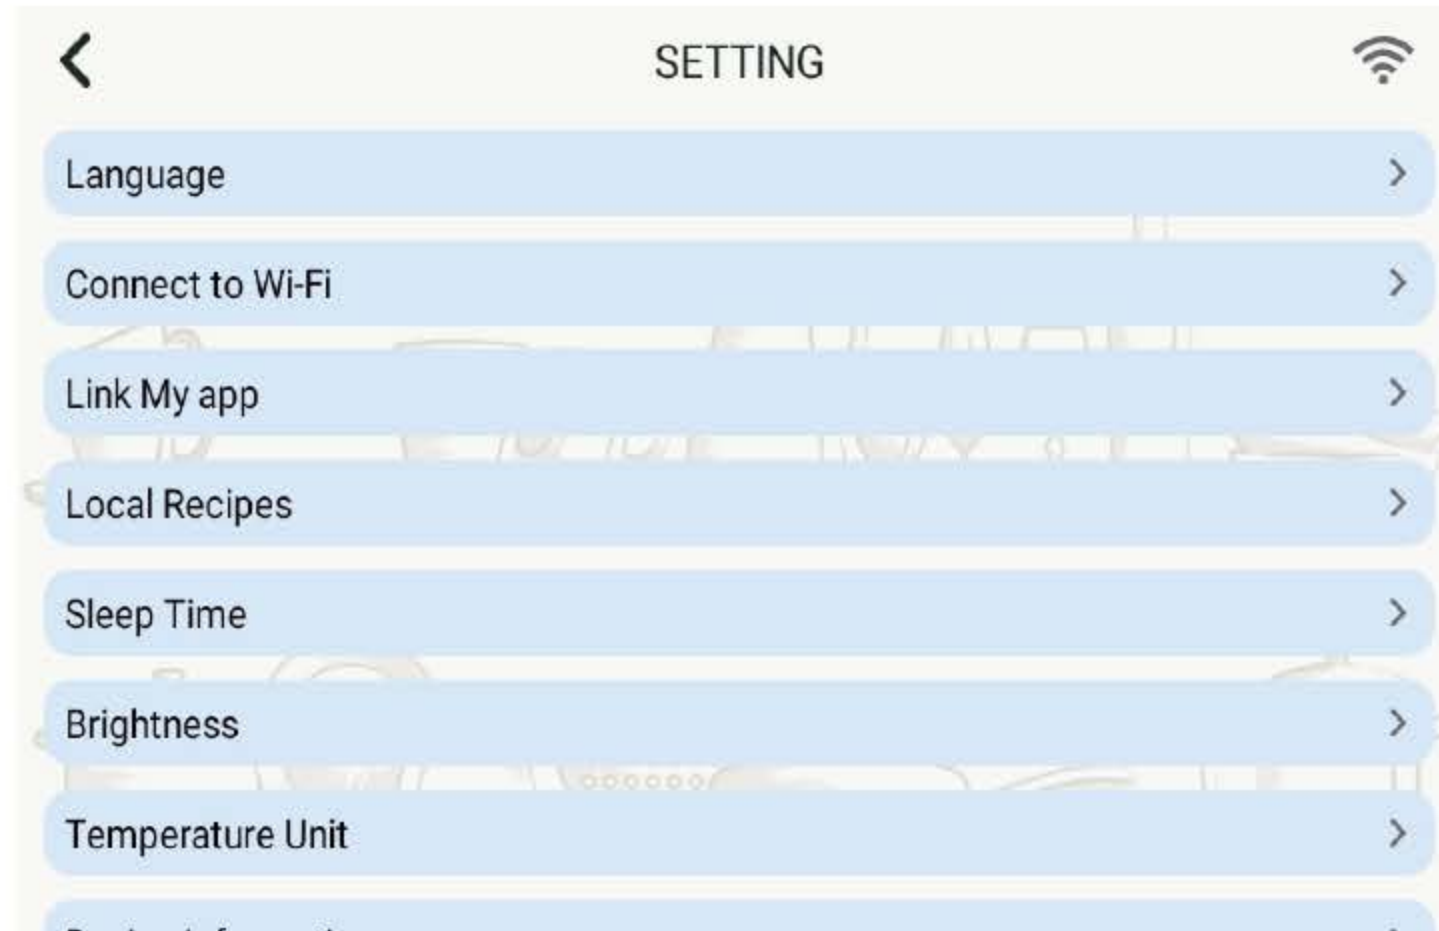 SETTING
Language
Connect to Wi-Fi
Link My app
Local Recipes
Sleep Time
Brightness
Temperature Unit